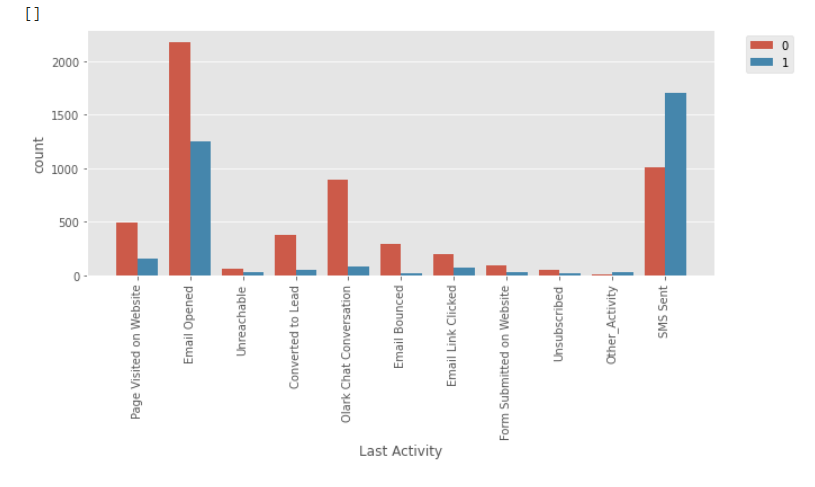 []
0
1
2000
1500
1000
500
0
count
Page Visited on Website
Email Opened
Unreachable
Converted to Lead
Olark Chat Conversation
Email Bounced
Email Link Clicked
Form Submitted on Website
Unsubscribed
Other_Activity
SMS Sent
Last Activity